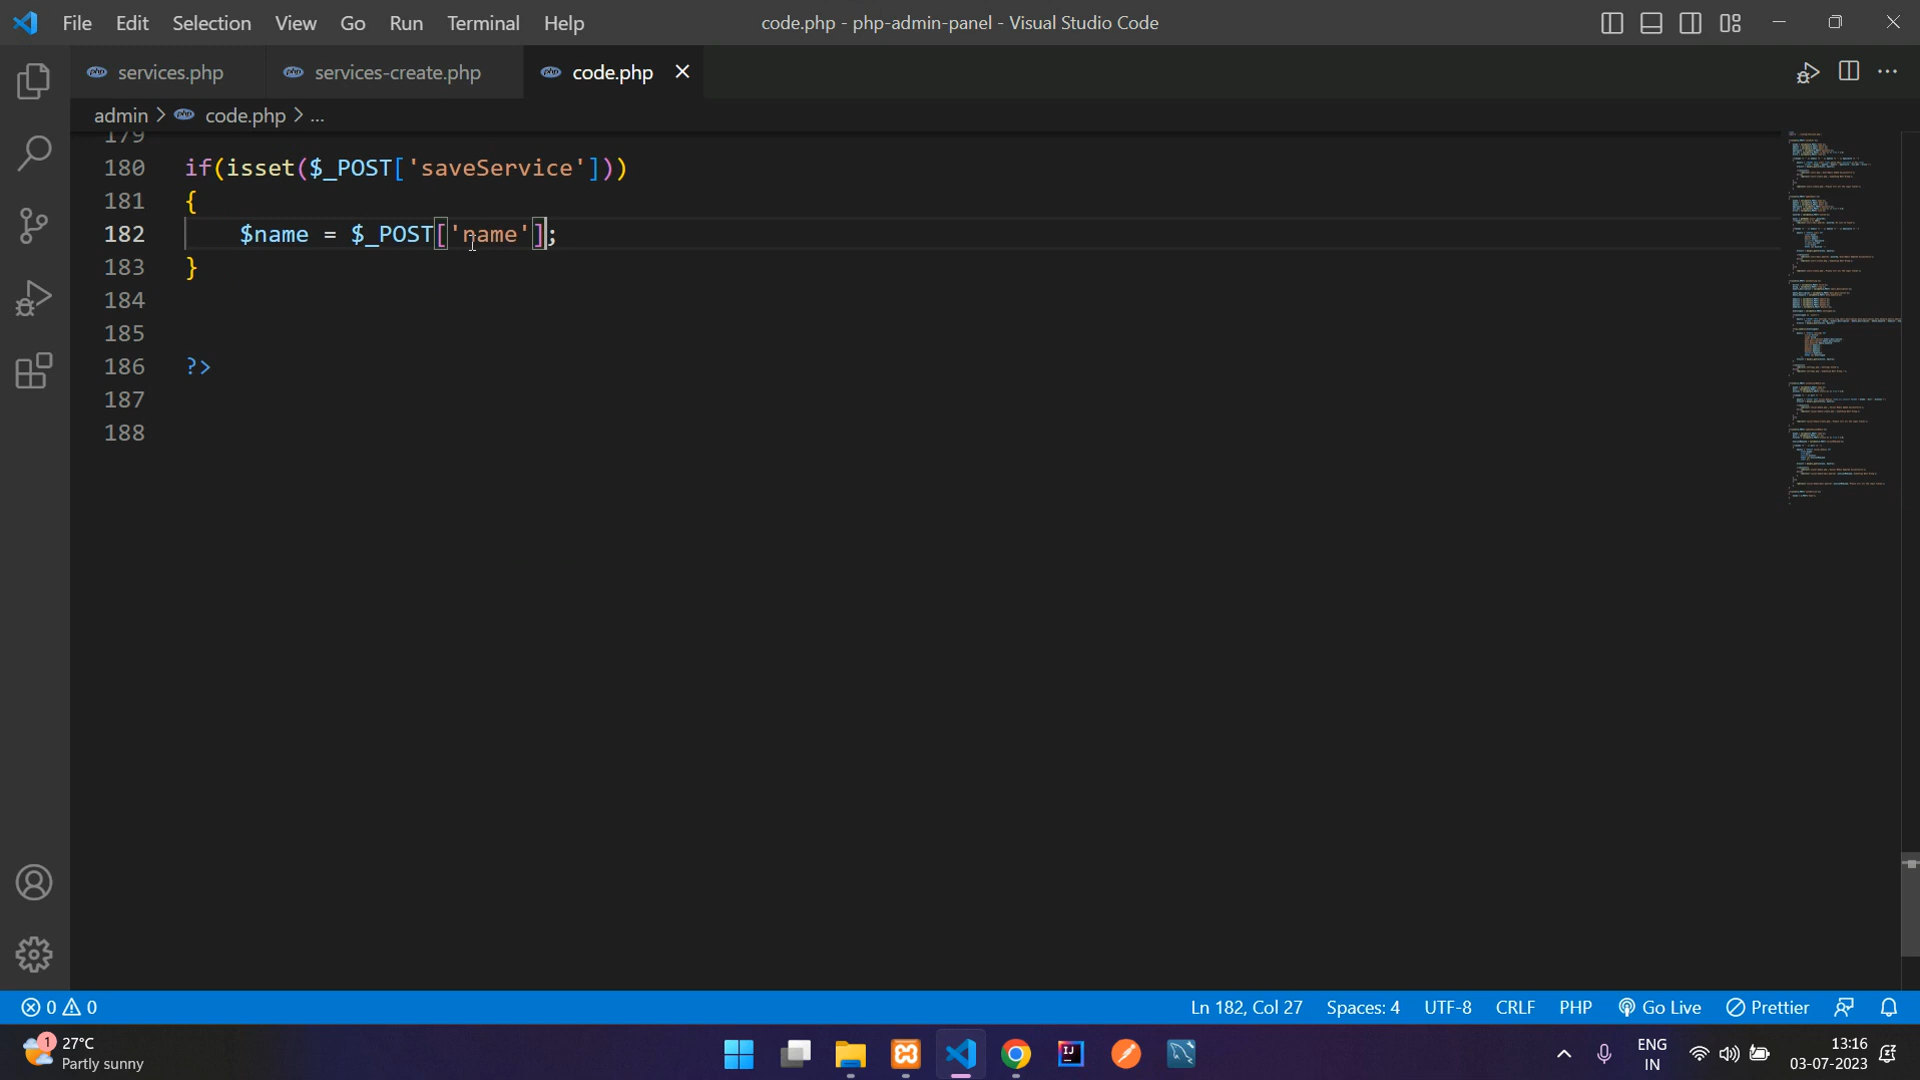 File Edit Selection View Go Run Terminal Help code.php - php-admin-panel - Visual Studio Code
services.php services-create.php code.php
admin > code.php > ...
179
180 if(isset($_POST['saveService']))
181 {
182 $name = $_POST['name'];
183 }
184
185
186 ?>
187
188
0 0 Ln 182, Col 27 Spaces: 4 UTF-8 CRLF PHP Go Live Prettier
1 27°C ENG 13:16
Partly sunny IN 03-07-2023